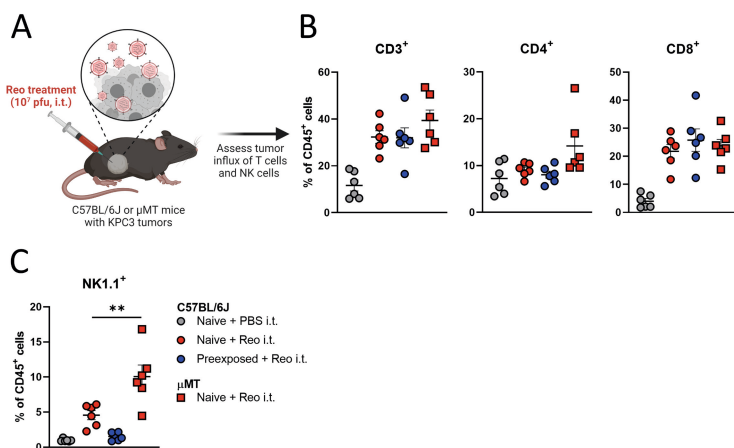 A
Reo treatment
(10⁷ pfu, i.t.)
C57BL/6J or µMT mice
with KPC3 tumors
Assess tumor
influx of T cells
and NK cells
B
CD3⁺
% of CD45⁺ cells
60
40
20
0
CD4⁺
30
20
10
0
CD8⁺
50
40
30
20
10
0
C
NK1.1⁺
% of CD45⁺ cells
20
15
10
5
0
**
C57BL/6J
Naive + PBS i.t.
Naive + Reo i.t.
Preexposed + Reo i.t.
µMT
Naive + Reo i.t.